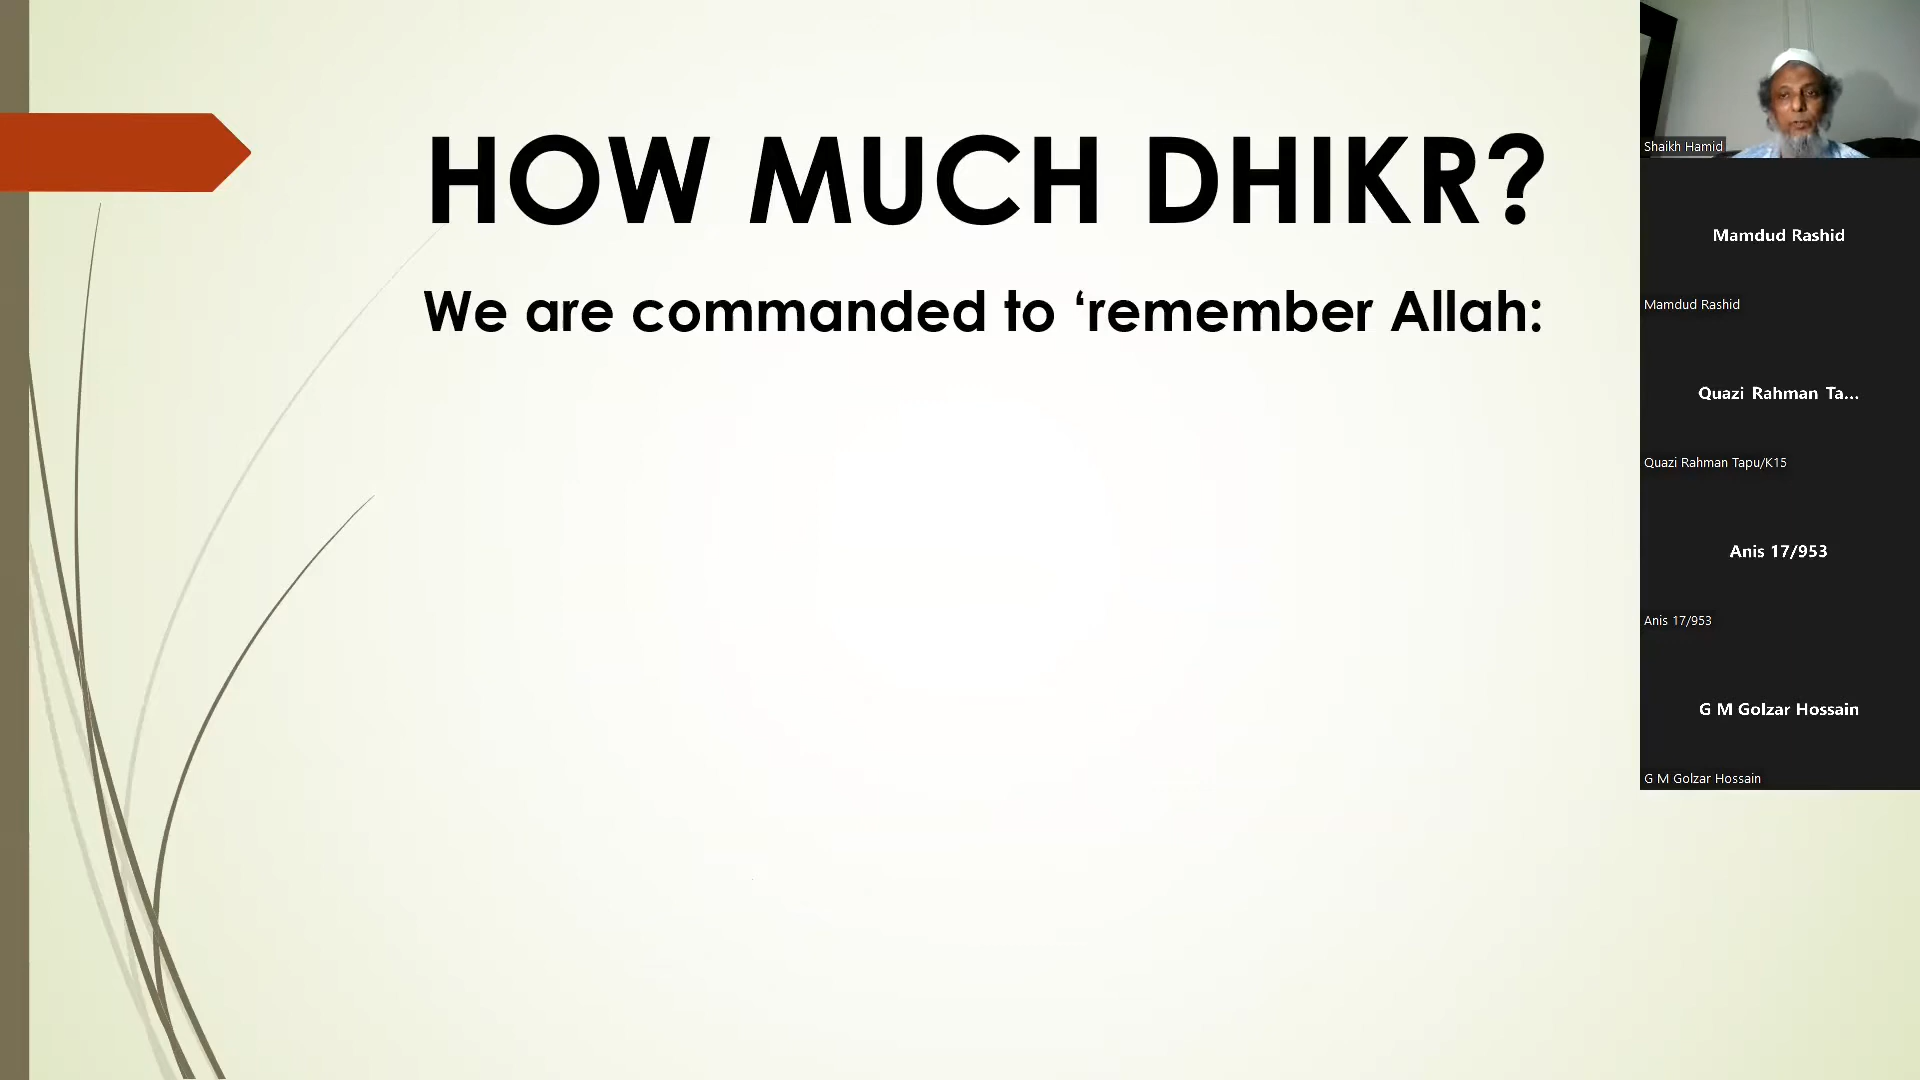 HOW MUCH DHIKR?
We are commanded to ‘remember Allah:
Shaikh Hamid
Mamdud Rashid
Mamdud Rashid
Quazi Rahman Ta...
Quazi Rahman Tapu/K15
Anis 17/953
Anis 17/953
G M Golzar Hossain
G M Golzar Hossain